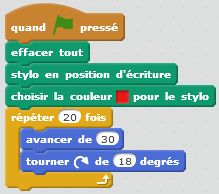 quand pressé
effacer tout
stylo en position d'écriture
choisir la couleur pour le stylo
répéter 20 fois
avancer de 30
tourner de 18 degrés